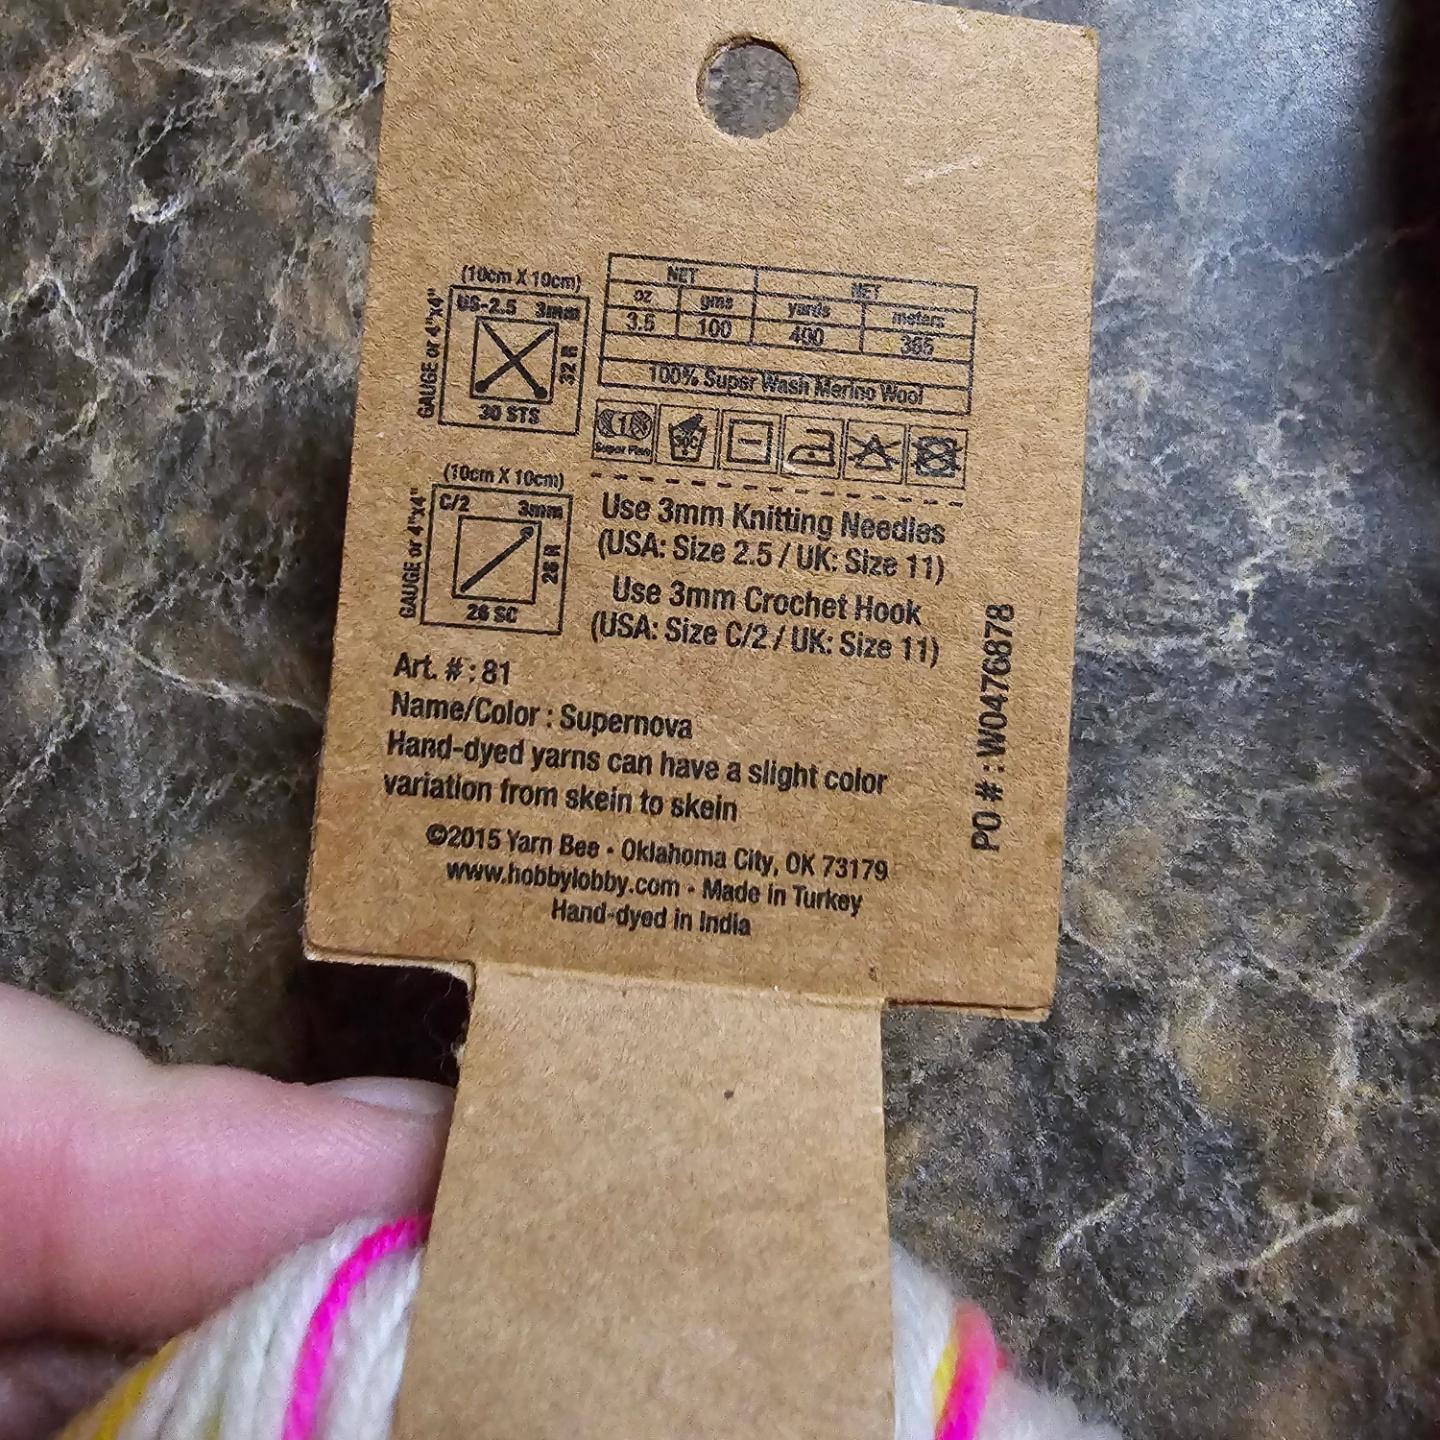 (10cm X 10cm)
GAUGE or 4"x4"
US-2.5 3mm
32 R
30 STS
NET NET
oz gms yards meters
3.5 100 400 365
100% Super Wash Merino Wool
1
Super Fine
30C
(10cm X 10cm)
GAUGE or 4"x4"
C/2 3mm
28 R
26 SC
Use 3mm Knitting Needles
(USA: Size 2.5 / UK: Size 11)
Use 3mm Crochet Hook
(USA: Size C/2 / UK: Size 11)
Art. # : 81
Name/Color : Supernova
Hand-dyed yarns can have a slight color
variation from skein to skein
©2015 Yarn Bee • Oklahoma City, OK 73179
www.hobbylobby.com • Made in Turkey
Hand-dyed in India
PO # : W0476878